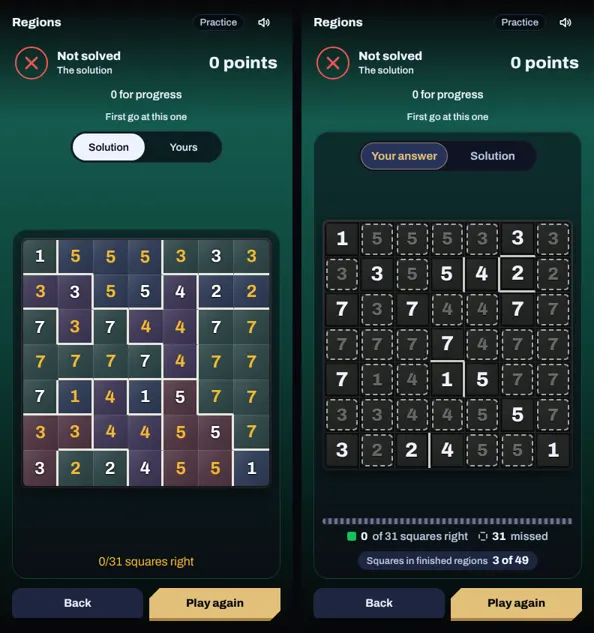 Regions
Practice
Not solved
The solution
0 points
0 for progress
First go at this one
Solution
Yours
1 5 5 5 3 3 3
3 3 5 5 4 2 2
7 3 7 4 4 7 7
7 7 7 7 4 7 7
7 1 4 1 5 7 7
3 3 4 4 5 5 7
3 2 2 4 5 5 1
0/31 squares right
Back
Play again
Regions
Practice
Not solved
The solution
0 points
0 for progress
First go at this one
Your answer
Solution
1 5 5 5 3 3 3
3 3 5 5 4 2 2
7 3 7 4 4 7 7
7 7 7 7 4 7 7
7 1 4 1 5 7 7
3 3 4 4 5 5 7
3 2 2 4 5 5 1
0 of 31 squares right 31 missed
Squares in finished regions 3 of 49
Back
Play again